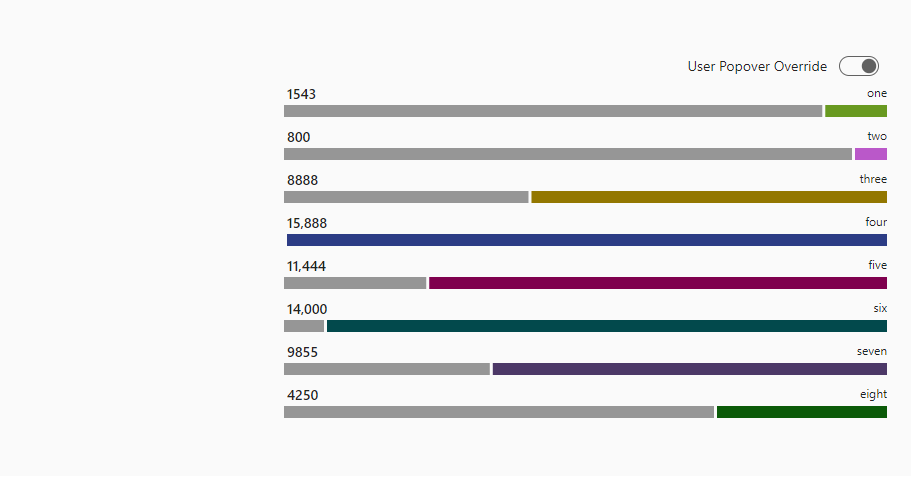 User Popover Override
1543 one
800 two
8888 three
15,888 four
11,444 five
14,000 six
9855 seven
4250 eight